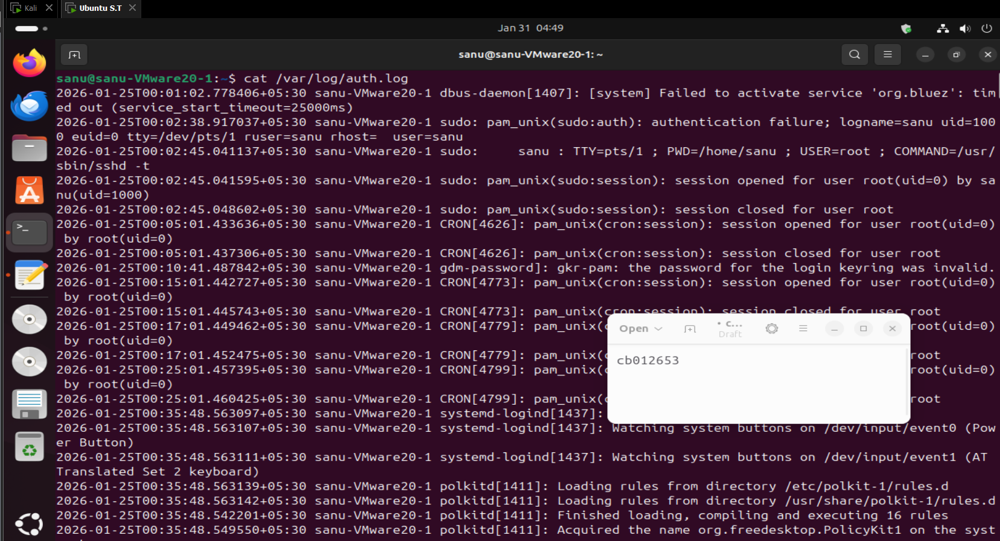 Kali
Ubuntu S.T
Jan 31 04:49
sanu@sanu-VMware20-1: ~
sanu@sanu-VMware20-1:~$ cat /var/log/auth.log
2026-01-25T00:01:02.778406+05:30 sanu-VMware20-1 dbus-daemon[1407]: [system] Failed to activate service 'org.bluez': tim
ed out (service_start_timeout=25000ms)
2026-01-25T00:02:38.917037+05:30 sanu-VMware20-1 sudo: pam_unix(sudo:auth): authentication failure; logname=sanu uid=100
0 euid=0 tty=/dev/pts/1 ruser=sanu rhost=  user=sanu
2026-01-25T00:02:45.041137+05:30 sanu-VMware20-1 sudo:     sanu : TTY=pts/1 ; PWD=/home/sanu ; USER=root ; COMMAND=/usr/
sbin/sshd -t
2026-01-25T00:02:45.041595+05:30 sanu-VMware20-1 sudo: pam_unix(sudo:session): session opened for user root(uid=0) by sa
nu(uid=1000)
2026-01-25T00:02:45.048602+05:30 sanu-VMware20-1 sudo: pam_unix(sudo:session): session closed for user root
2026-01-25T00:05:01.433636+05:30 sanu-VMware20-1 CRON[4626]: pam_unix(cron:session): session opened for user root(uid=0)
 by root(uid=0)
2026-01-25T00:05:01.437306+05:30 sanu-VMware20-1 CRON[4626]: pam_unix(cron:session): session closed for user root
2026-01-25T00:10:41.487842+05:30 sanu-VMware20-1 gdm-password]: gkr-pam: the password for the login keyring was invalid.
2026-01-25T00:15:01.442727+05:30 sanu-VMware20-1 CRON[4773]: pam_unix(cron:session): session opened for user root(uid=0)
 by root(uid=0)
2026-01-25T00:15:01.445743+05:30 sanu-VMware20-1 CRON[4773]: pam_unix(cron:session): session closed for user root
2026-01-25T00:17:01.449462+05:30 sanu-VMware20-1 CRON[4779]: pam_unix( root(uid=0)
 by root(uid=0)
2026-01-25T00:17:01.452475+05:30 sanu-VMware20-1 CRON[4779]: pam_unix( root
2026-01-25T00:25:01.457395+05:30 sanu-VMware20-1 CRON[4799]: pam_unix( root(uid=0)
 by root(uid=0)
2026-01-25T00:25:01.460425+05:30 sanu-VMware20-1 CRON[4799]: pam_unix( root
2026-01-25T00:35:48.563097+05:30 sanu-VMware20-1 systemd-logind[1437]:
2026-01-25T00:35:48.563107+05:30 sanu-VMware20-1 systemd-logind[1437]: Watching system buttons on /dev/input/event0 (Pow
er Button)
2026-01-25T00:35:48.563111+05:30 sanu-VMware20-1 systemd-logind[1437]: Watching system buttons on /dev/input/event1 (AT
Translated Set 2 keyboard)
2026-01-25T00:35:48.563139+05:30 sanu-VMware20-1 polkitd[1411]: Loading rules from directory /etc/polkit-1/rules.d
2026-01-25T00:35:48.563142+05:30 sanu-VMware20-1 polkitd[1411]: Loading rules from directory /usr/share/polkit-1/rules.d
2026-01-25T00:35:48.542201+05:30 sanu-VMware20-1 polkitd[1411]: Finished loading, compiling and executing 16 rules
2026-01-25T00:35:48.549550+05:30 sanu-VMware20-1 polkitd[1411]: Acquired the name org.freedesktop.PolicyKit1 on the syst
Open
• c...
Draft
cb012653